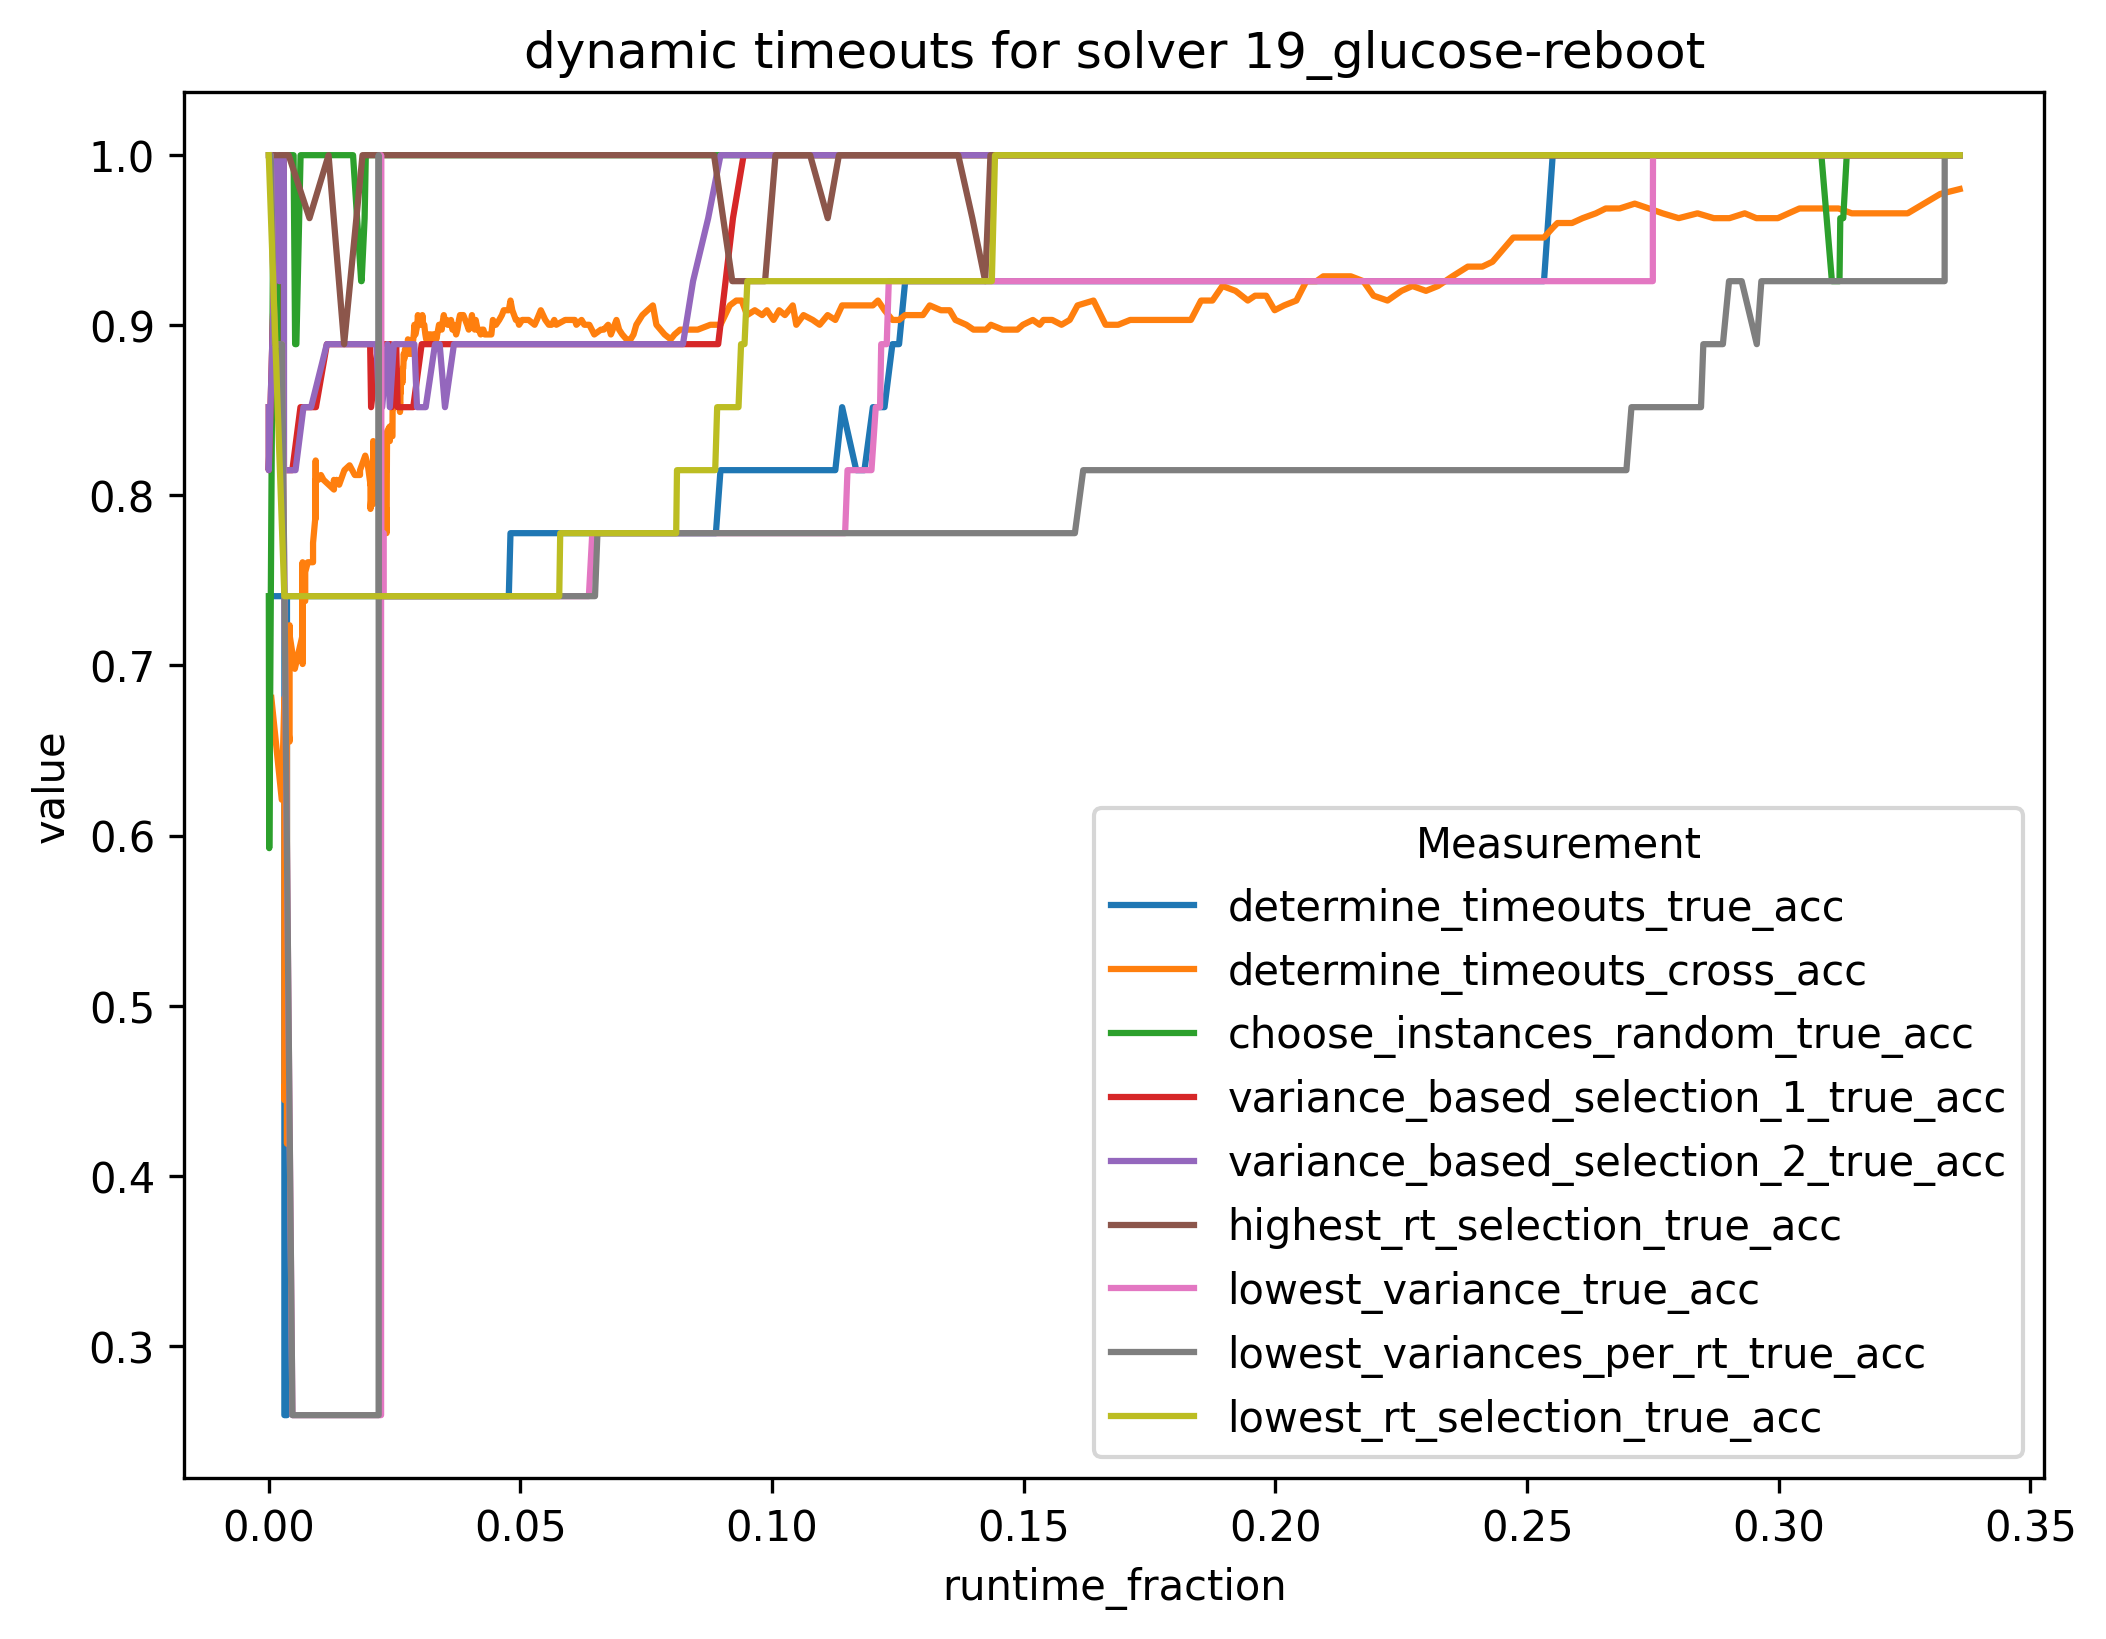 dynamic timeouts for solver 19_glucose-reboot
1.0
0.9
0.8
0.7
0.6
0.5
0.4
0.3
value
Measurement
determine_timeouts_true_acc
determine_timeouts_cross_acc
choose_instances_random_true_acc
variance_based_selection_1_true_acc
variance_based_selection_2_true_acc
highest_rt_selection_true_acc
lowest_variance_true_acc
lowest_variances_per_rt_true_acc
lowest_rt_selection_true_acc
0.00 0.05 0.10 0.15 0.20 0.25 0.30 0.35
runtime_fraction